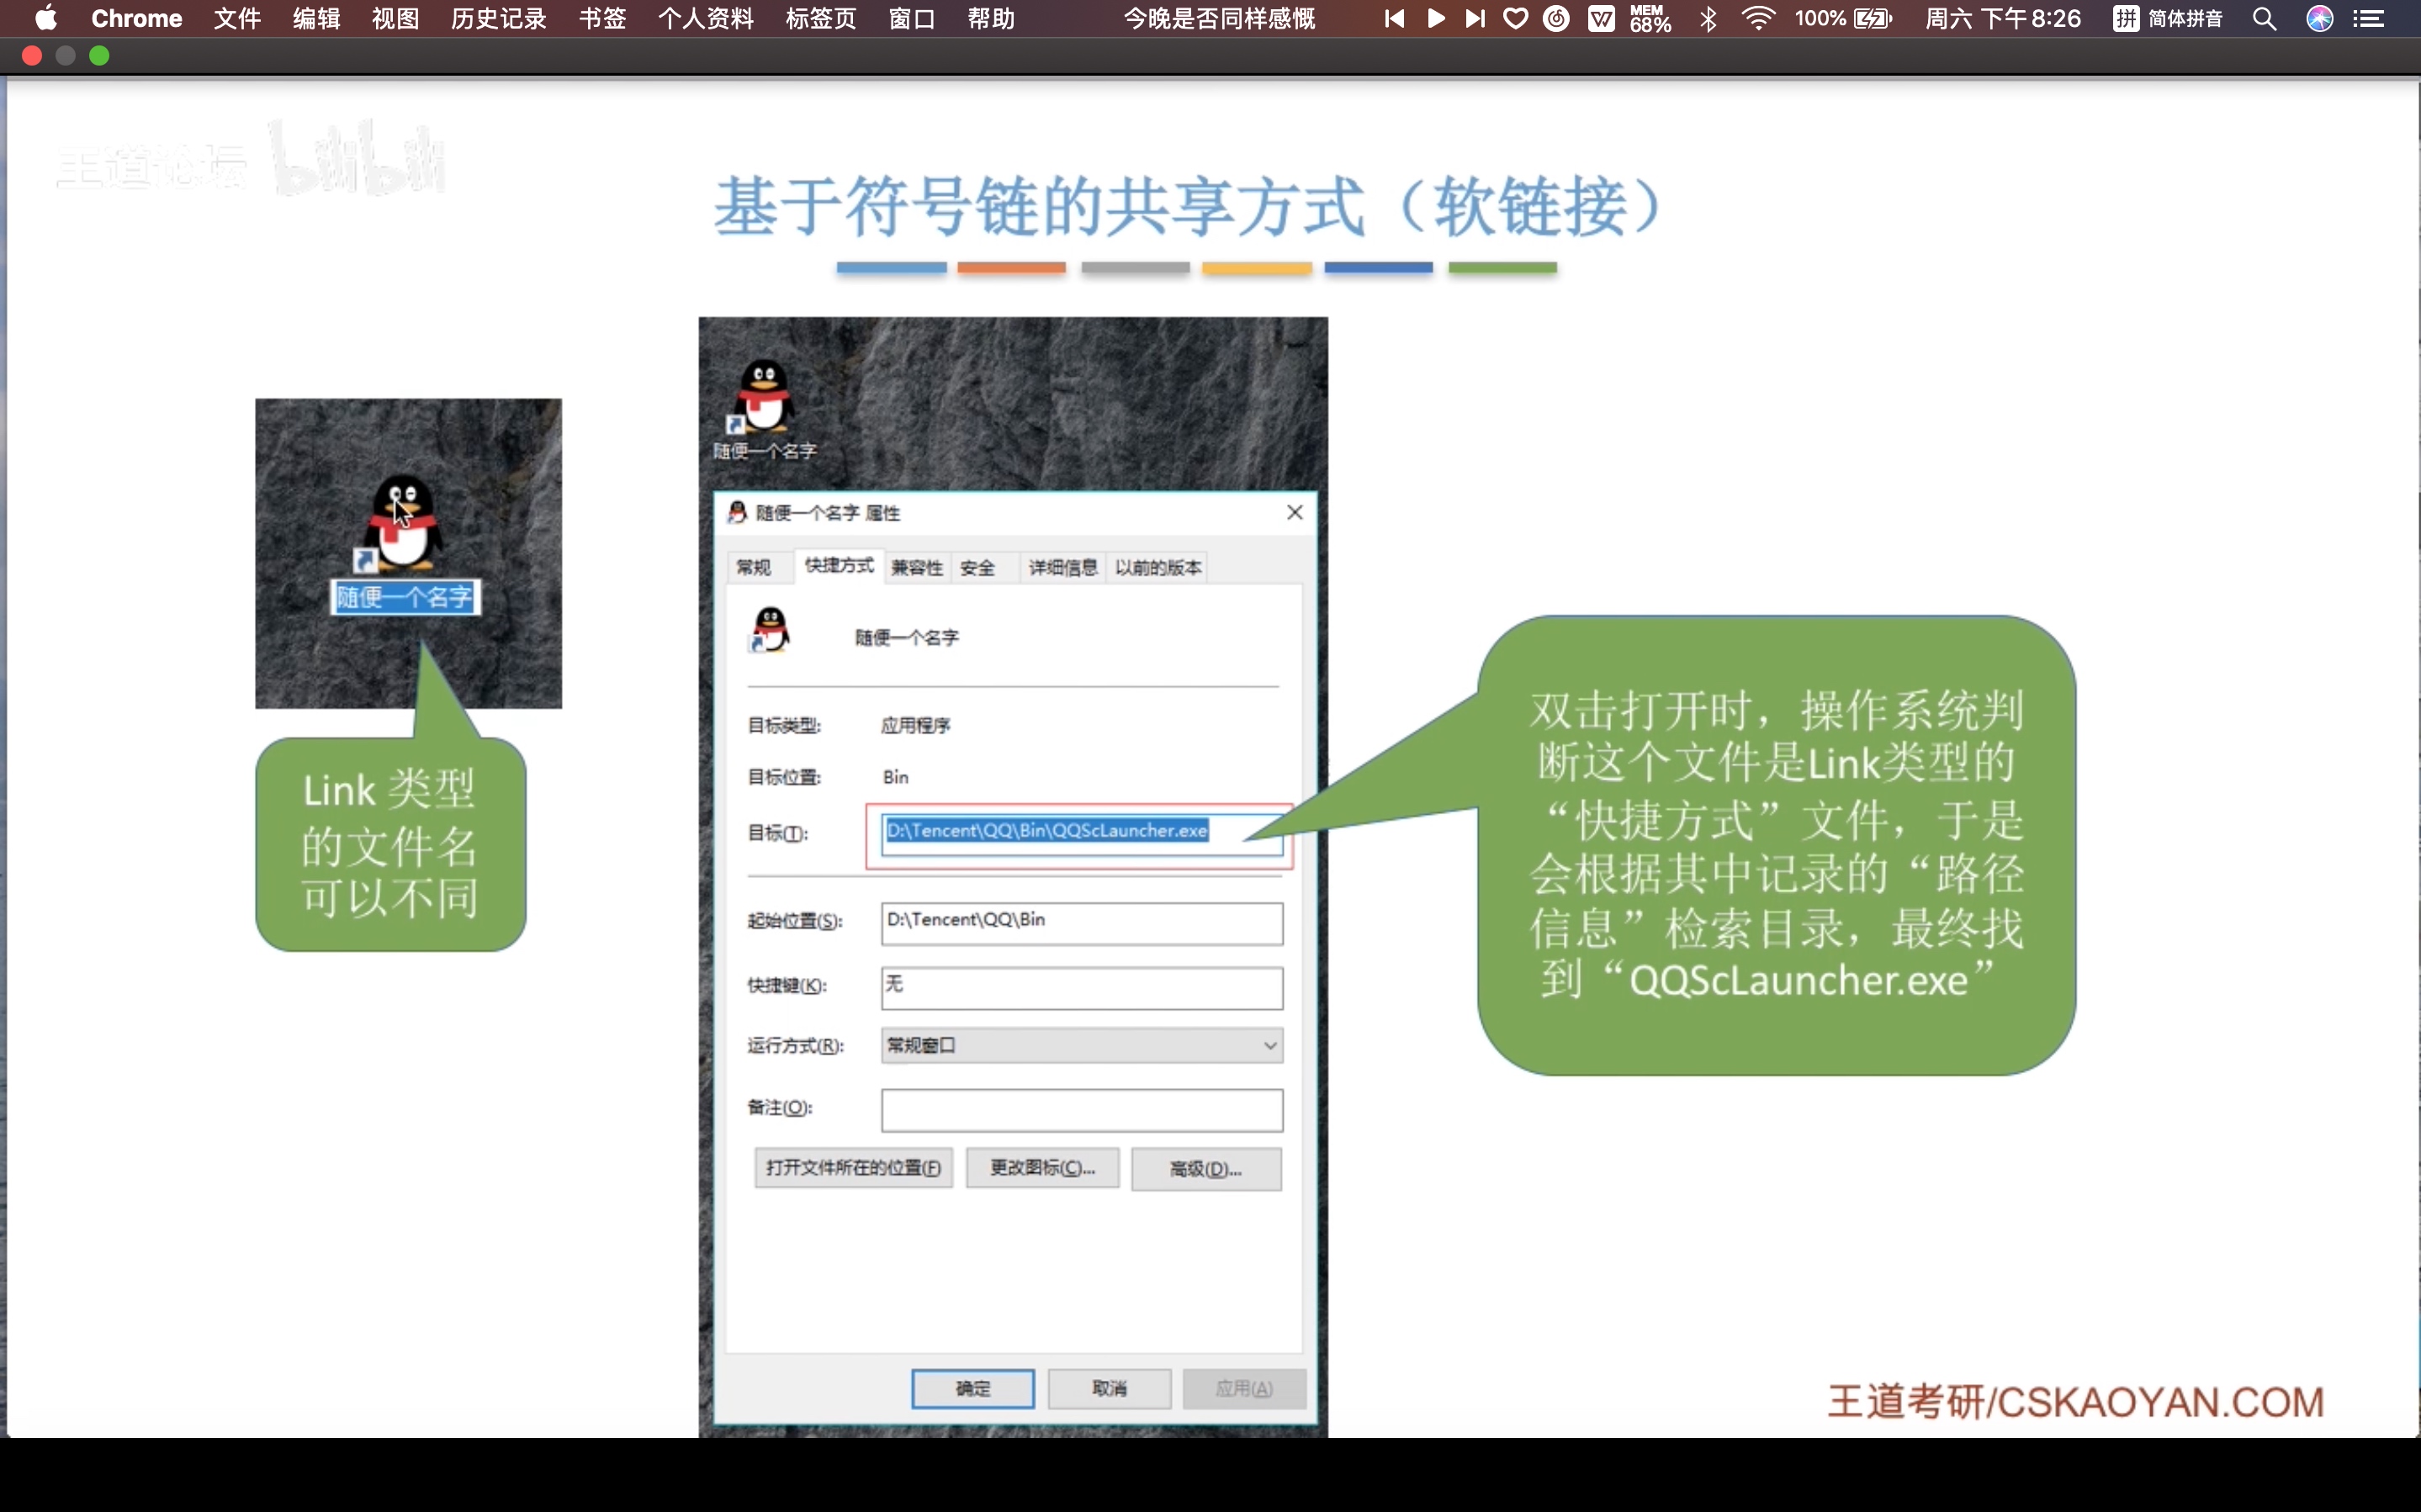 Chrome 文件 编辑 视图 历史记录 书签 个人资料 标签页 窗口 帮助 今晚是否同样感慨 MEM 68% 100% 周六 下午8:26 拼 简体拼音
王道论坛 bilibili
基于符号链的共享方式（软链接）
随便一个名字
随便一个名字
Link 类型
的文件名
可以不同
随便一个名字 属性
常规 快捷方式 兼容性 安全 详细信息 以前的版本
随便一个名字
目标类型: 应用程序
目标位置: Bin
目标(T): D:\Tencent\QQ\Bin\QQScLauncher.exe
起始位置(S): D:\Tencent\QQ\Bin
快捷键(K): 无
运行方式(R): 常规窗口
备注(O):
打开文件所在的位置(F) 更改图标(C)... 高级(D)...
确定 取消 应用(A)
双击打开时，操作系统判
断这个文件是Link类型的
“快捷方式”文件，于是
会根据其中记录的“路径
信息”检索目录，最终找
到“QQScLauncher.exe”
王道考研/CSKAOYAN.COM